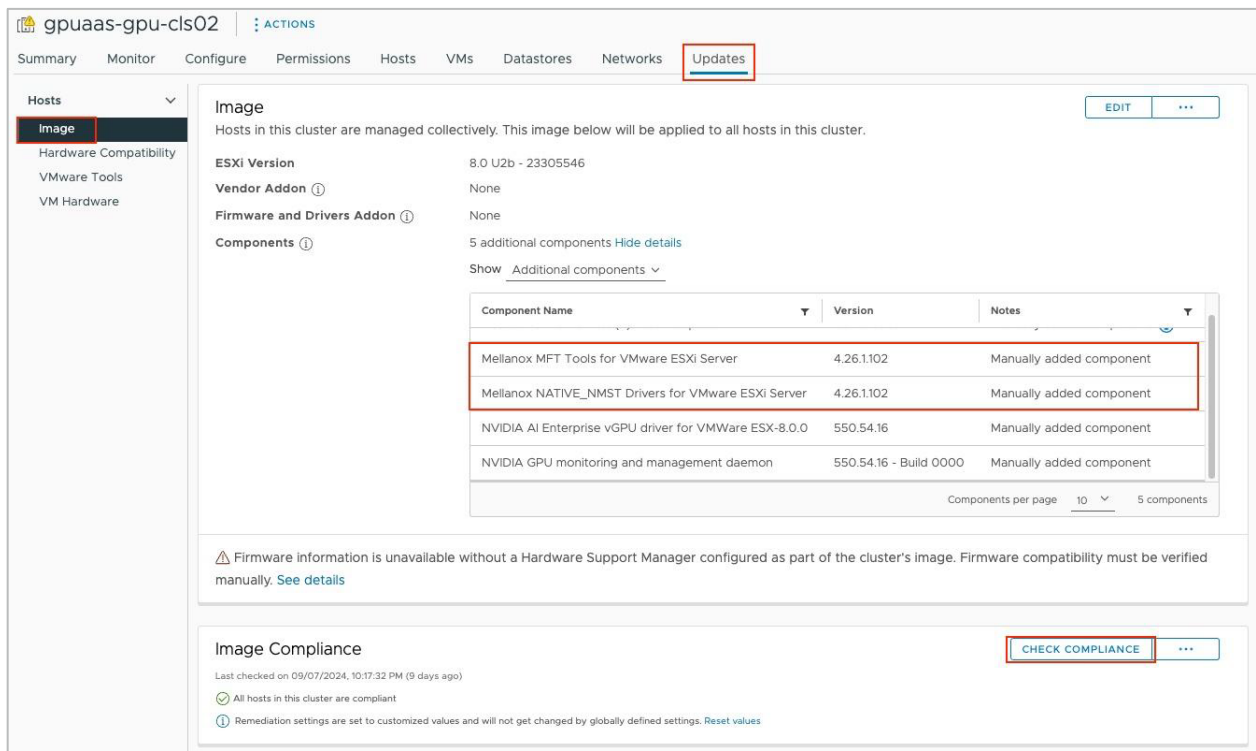 gpuaas-gpu-cls02
ACTIONS
Summary Monitor Configure Permissions Hosts VMs Datastores Networks Updates
Hosts
Image
Hardware Compatibility
VMware Tools
VM Hardware
Image
EDIT ...
Hosts in this cluster are managed collectively. This image below will be applied to all hosts in this cluster.
ESXi Version 8.0 U2b - 23305546
Vendor Addon None
Firmware and Drivers Addon None
Components 5 additional components Hide details
Show Additional components
Component Name Version Notes
Mellanox MFT Tools for VMware ESXi Server 4.26.1.102 Manually added component
Mellanox NATIVE_NMST Drivers for VMware ESXi Server 4.26.1.102 Manually added component
NVIDIA AI Enterprise vGPU driver for VMWare ESX-8.0.0 550.54.16 Manually added component
NVIDIA GPU monitoring and management daemon 550.54.16 - Build 0000 Manually added component
Components per page 10 5 components
Firmware information is unavailable without a Hardware Support Manager configured as part of the cluster's image. Firmware compatibility must be verified
manually. See details
Image Compliance
CHECK COMPLIANCE ...
Last checked on 09/07/2024, 10:17:32 PM (9 days ago)
All hosts in this cluster are compliant
Remediation settings are set to customized values and will not get changed by globally defined settings. Reset values